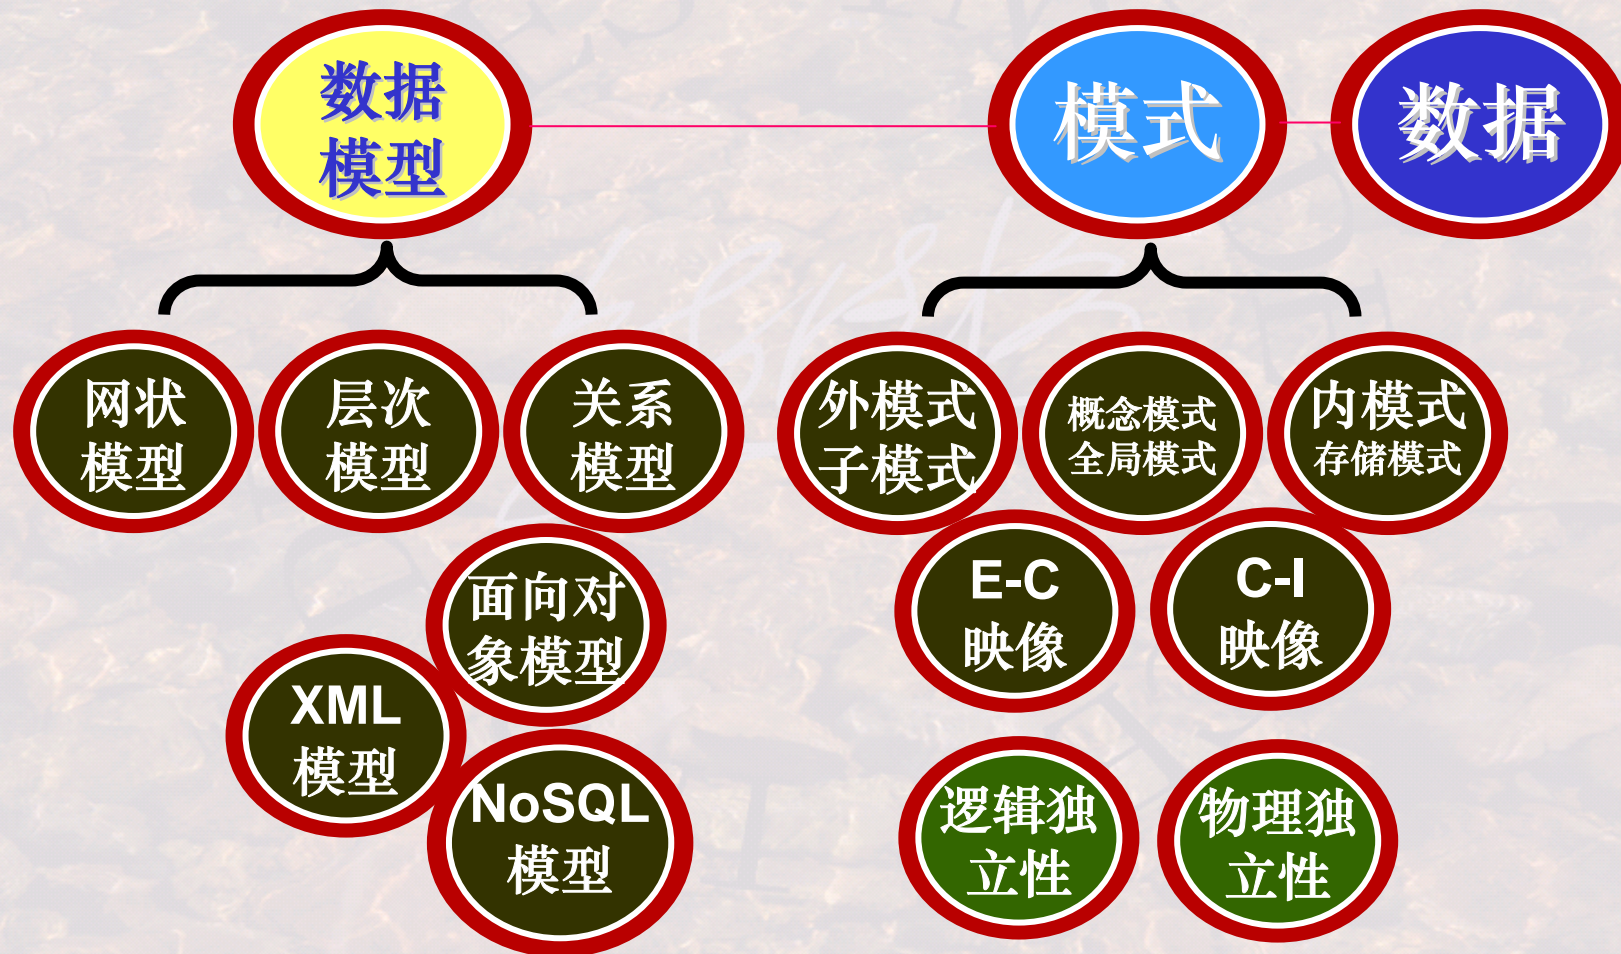 数据
模型
模式
数据
网状
模型
层次
模型
关系
模型
外模式
子模式
概念模式
全局模式
内模式
存储模式
面向对
象模型
E-C
映像
C-I
映像
XML
模型
NoSQL
模型
逻辑独
立性
物理独
立性